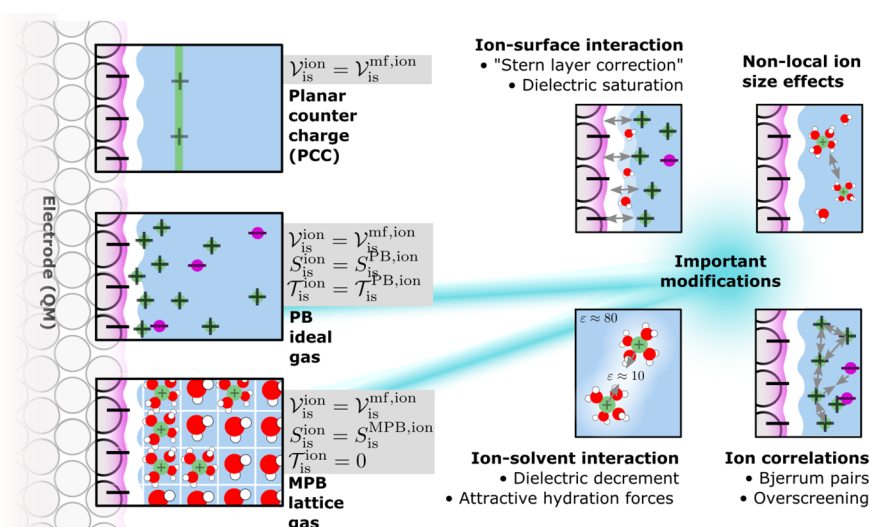 Electrode (QM)
𝒱_is^ion = 𝒱_is^mf,ion
Planar
counter
charge
(PCC)
𝒱_is^ion = 𝒱_is^mf,ion
S_is^ion = S_is^PB,ion
𝒯_is^ion = 𝒯_is^PB,ion
PB
ideal
gas
𝒱_is^ion = 𝒱_is^mf,ion
S_is^ion = S_is^MPB,ion
𝒯_is^ion = 0
MPB
lattice
gas
Ion-surface interaction
• "Stern layer correction"
• Dielectric saturation
Non-local ion
size effects
Important
modifications
ε ≈ 80
ε ≈ 10
Ion-solvent interaction
• Dielectric decrement
• Attractive hydration forces
Ion correlations
• Bjerrum pairs
• Overscreening